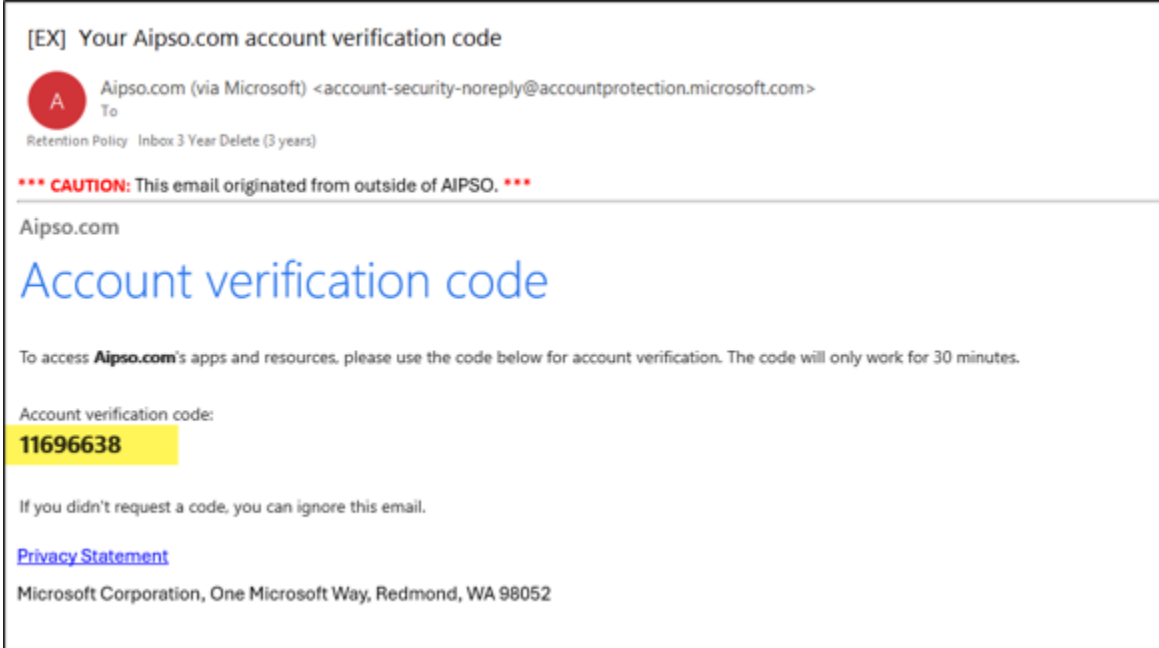 [EX] Your Aipso.com account verification code
A
Aipso.com (via Microsoft) <account-security-noreply@accountprotection.microsoft.com>
To
Retention Policy Inbox 3 Year Delete (3 years)
*** CAUTION: This email originated from outside of AIPSO. ***
Aipso.com
Account verification code
To access Aipso.com's apps and resources, please use the code below for account verification. The code will only work for 30 minutes.
Account verification code:
11696638
If you didn't request a code, you can ignore this email.
Privacy Statement
Microsoft Corporation, One Microsoft Way, Redmond, WA 98052